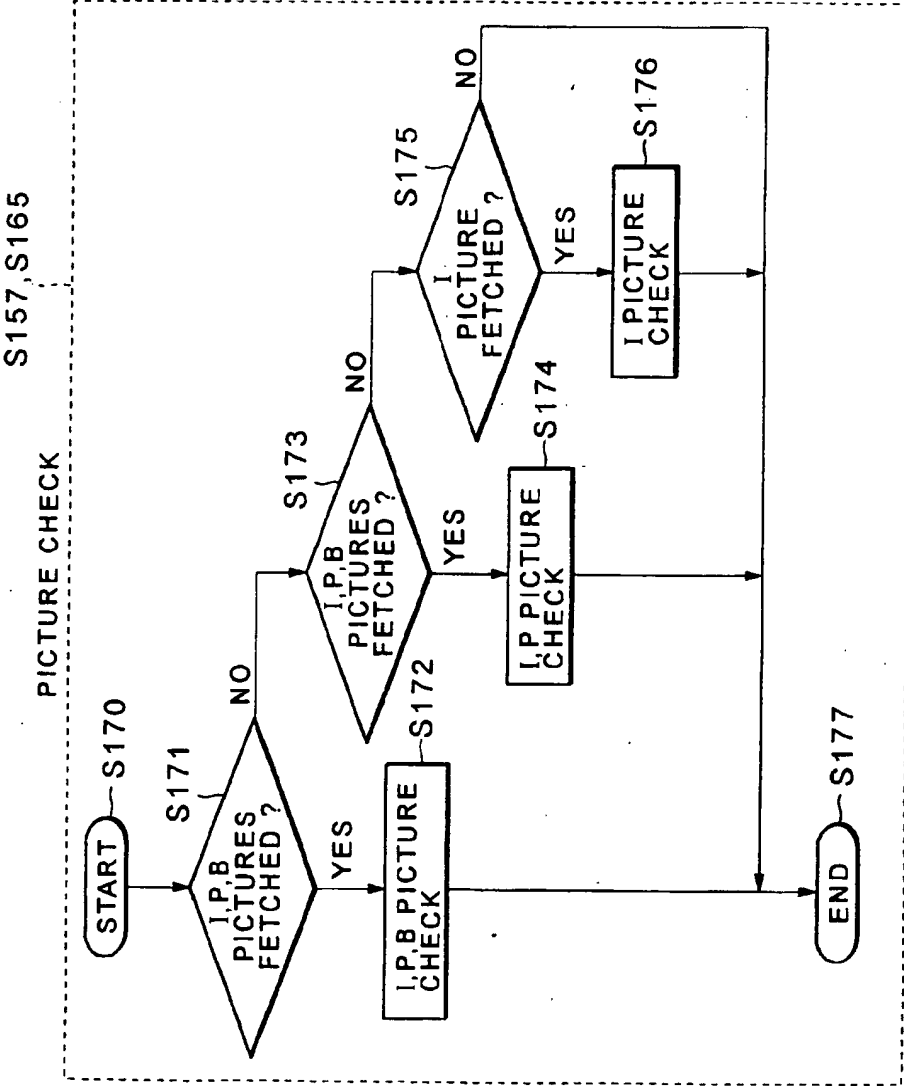 PICTURE CHECK
S157,S165
START
S170
I,P,B
PICTURES
FETCHED ?
S171
NO
YES
I,P,B PICTURE
CHECK
S172
I,P,B
PICTURES
FETCHED ?
S173
NO
YES
I,P PICTURE
CHECK
S174
I
PICTURE
FETCHED ?
S175
NO
YES
I PICTURE
CHECK
S176
END
S177